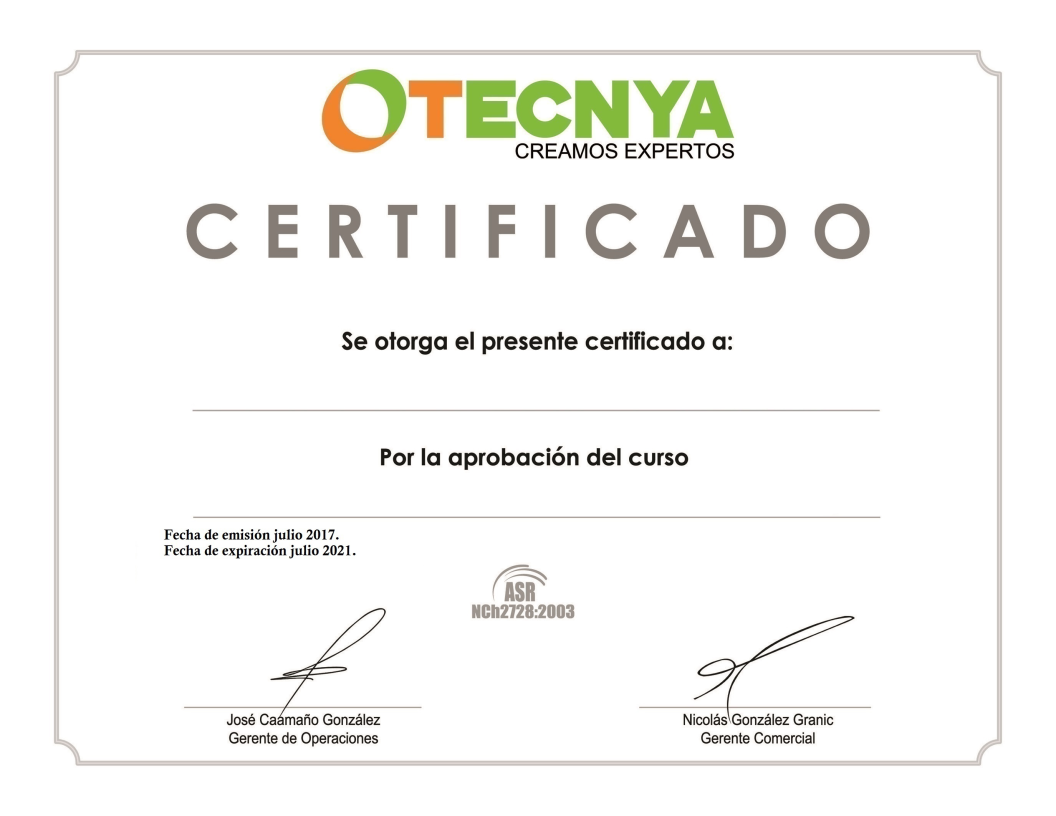 OTECNYA
CREAMOS EXPERTOS
CERTIFICADO
Se otorga el presente certificado a:
Por la aprobación del curso
Fecha de emisión julio 2017.
Fecha de expiración julio 2021.
ASR
NCh2728:2003
José Caamaño González
Gerente de Operaciones
Nicolás González Granic
Gerente Comercial